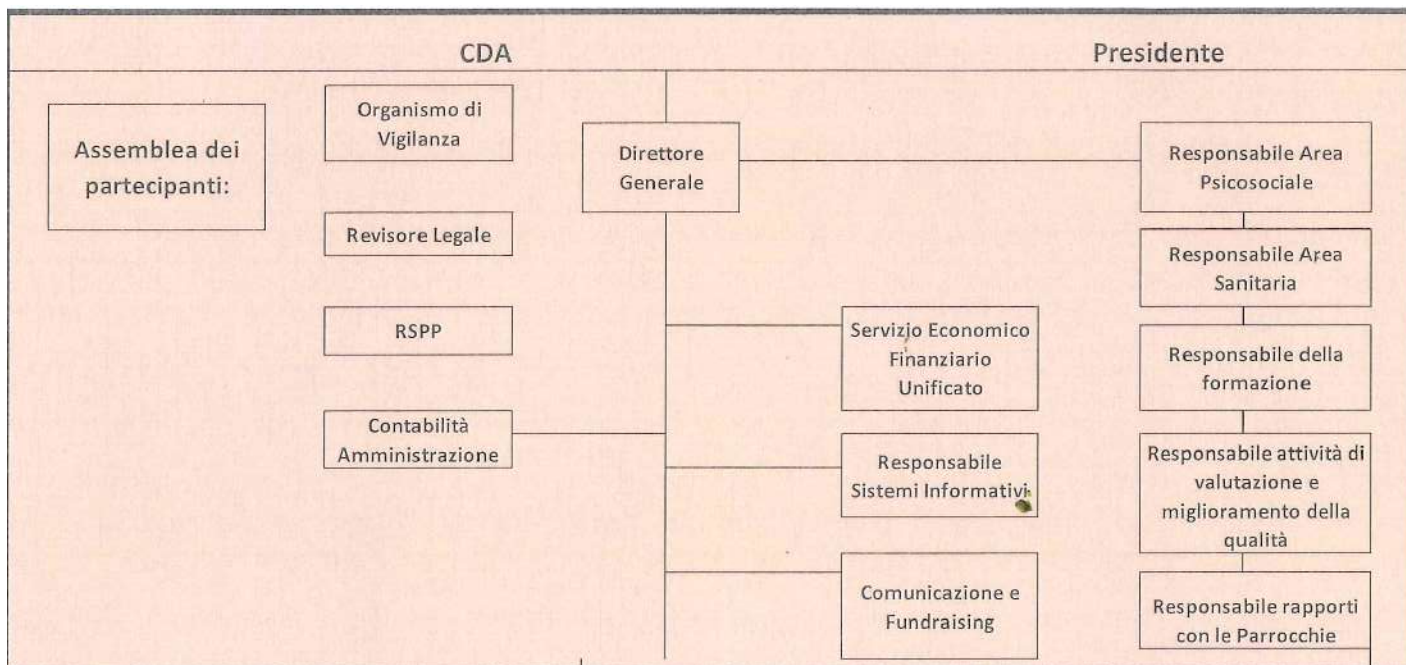 CDA
Presidente
Assemblea dei
partecipanti:
Organismo di
Vigilanza
Revisore Legale
RSPP
Contabilità
Amministrazione
Direttore
Generale
Servizio Economico
Finanziario
Unificato
Responsabile
Sistemi Informativi
Comunicazione e
Fundraising
Responsabile Area
Psicosociale
Responsabile Area
Sanitaria
Responsabile della
formazione
Responsabile attività di
valutazione e
miglioramento della
qualità
Responsabile rapporti
con le Parrocchie